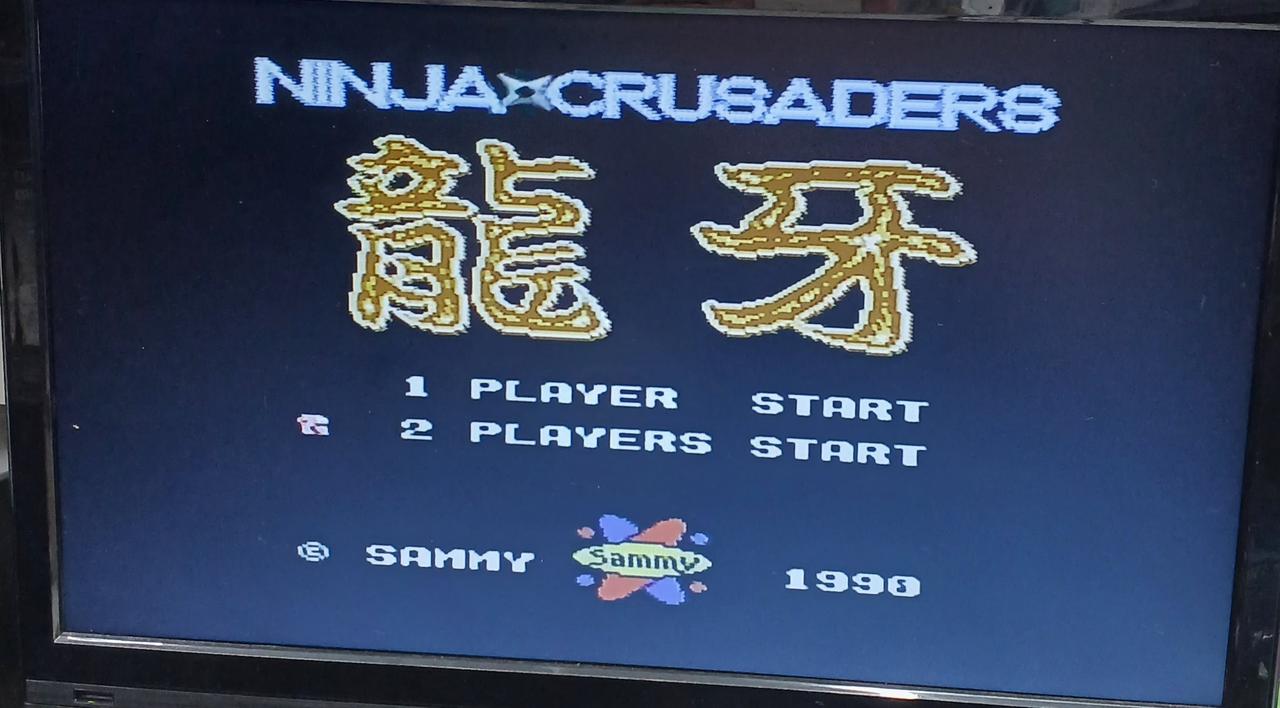 NINJA CRUSADERS
龍牙
1 PLAYER START
2 PLAYERS START
© SAMMY Sammy 1990